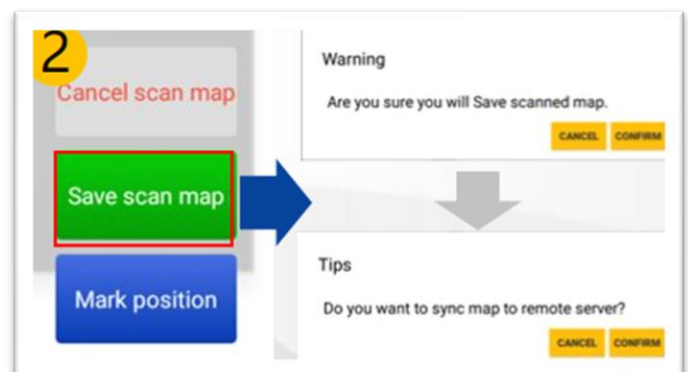 2
Cancel scan map
Save scan map
Mark position
Warning
Are you sure you will Save scanned map.
CANCEL CONFIRM
Tips
Do you want to sync map to remote server?
CANCEL CONFIRM